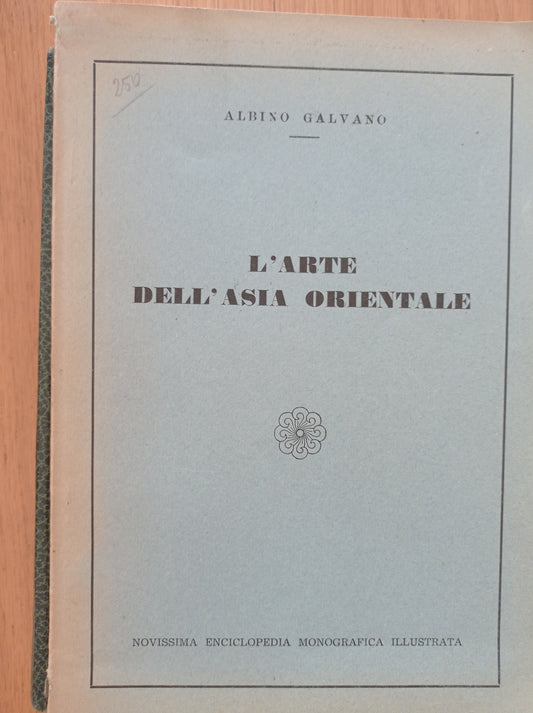 250
ALBINO GALVANO
L'ARTE
DELL'ASIA ORIENTALE
NOVISSIMA ENCICLOPEDIA MONOGRAFICA ILLUSTRATA